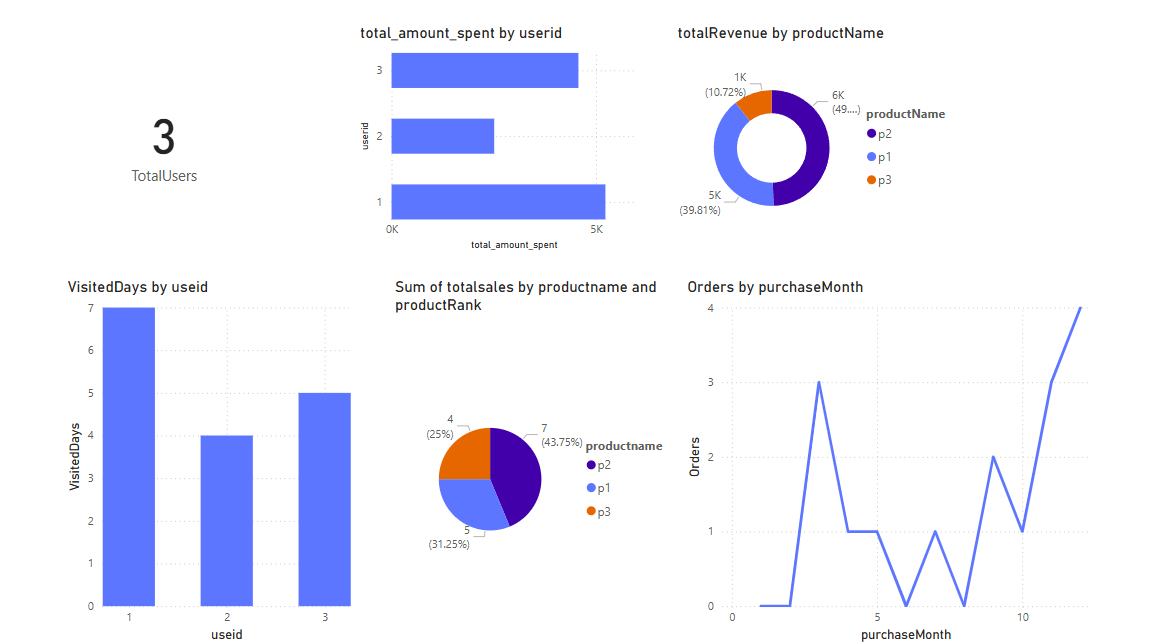 3
TotalUsers
total_amount_spent by userid
userid
3
2
1
0K
5K
total_amount_spent
totalRevenue by productName
1K
(10.72%)
6K
(49....)
5K
(39.81%)
productName
p2
p1
p3
VisitedDays by useid
VisitedDays
7
6
5
4
3
2
1
0
1
2
3
useid
Sum of totalsales by productname and
productRank
4
(25%)
7
(43.75%)
5
(31.25%)
productname
p2
p1
p3
Orders by purchaseMonth
Orders
4
3
2
1
0
0
5
10
purchaseMonth